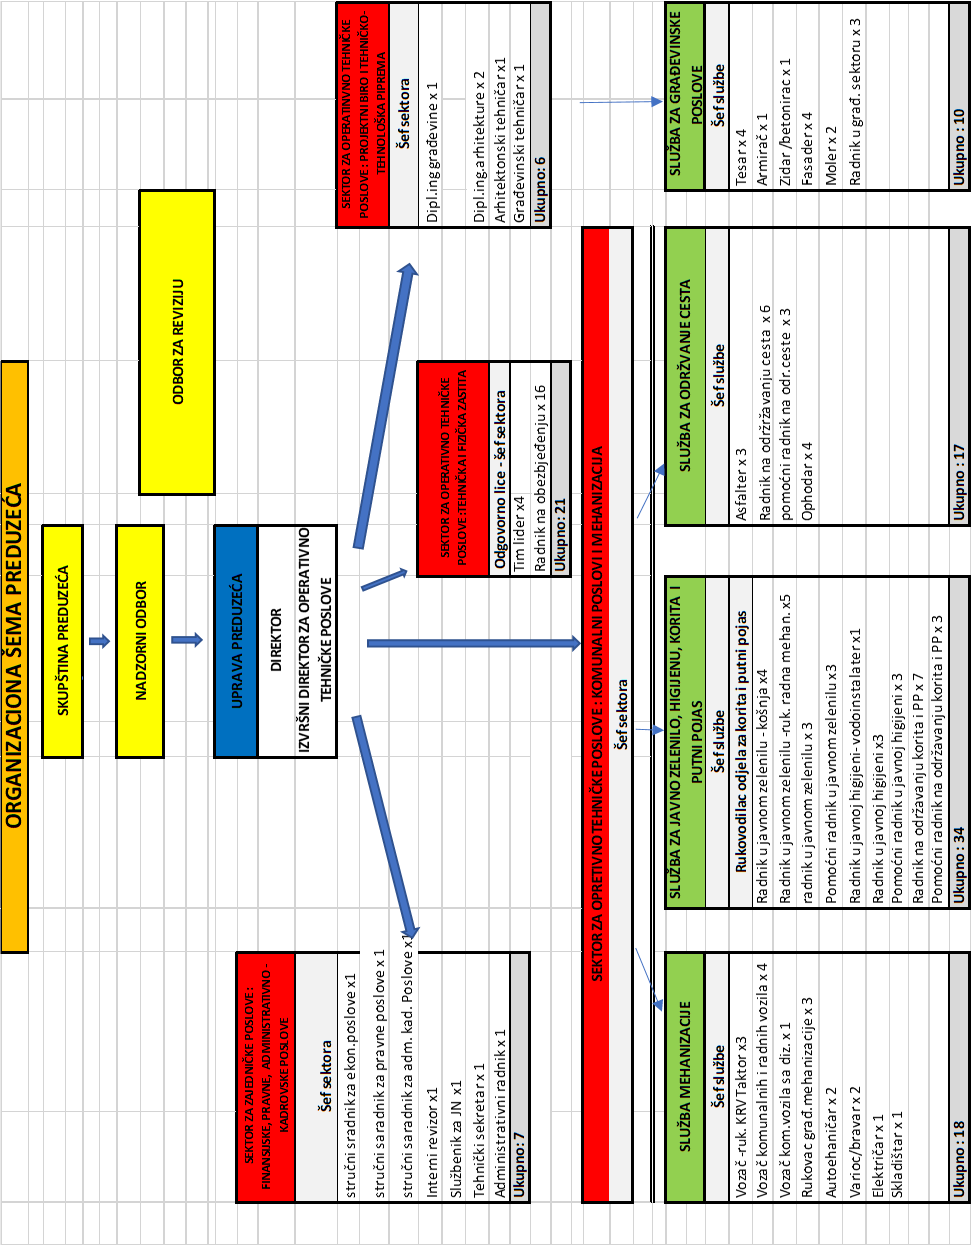 ORGANIZACIONA ŠEMA PREDUZEĆA
SKUPŠTINA PREDUZEĆA
NADZORNI ODBOR
ODBOR ZA REVIZIJU
UPRAVA PREDUZEĆA
DIREKTOR
IZVRŠNI DIREKTOR ZA OPERATIVNO
TEHNIČKE POSLOVE
SEKTOR ZA ZAJEDNIČKE POSLOVE :
FINANSIJSKE, PRAVNE, ADMINISTRATIVNO -
KADROVSKE POSLOVE
Šef sektora
stručni sradnik za ekon.poslove x1
stručni saradnik za pravne poslove x 1
stručni saradnik za adm. kad. Poslove x1
Interni revizor x1
Službenik za JN x1
Tehnički sekretar x 1
Administrativni radnik x 1
Ukupno: 7
SEKTOR ZA OPERATIVNO TEHNIČKE
POSLOVE :TEHNIČKA I FIZIČKA ZASTITA
Odgovorno lice - šef sektora
Tim lider x4
Radnik na obezbjeđenju x 16
Ukupno: 21
SEKTOR ZA OPERATINVNO TEHNIČKE
POSLOVE : PROJEKTNI BIRO I TEHNIČKO-
TEHNOLOŠKA PIPREMA
Šef sektora
Dipl.ing građevine x 1
Dipl.ing.arhitekture x 2
Arhitektonski tehničar x1
Građevinski tehničar x 1
Ukupno: 6
SEKTOR ZA OPRETIVNO TEHNIČKE POSLOVE : KOMUNALNI POSLOVI I MEHANIZACIJA
Šef sektora
SLUŽBA MEHANIZACIJE
Šef službe
Vozač -ruk. KRV Taktor x3
Vozač komunalnih i radnih vozila x 4
Vozač kom.vozila sa diz. x 1
Rukovac građ.mehanizacije x 3
Autoehaničar x 2
Varioc/bravar x 2
Električar x 1
Skladištar x 1
Ukupno : 18
SLUŽBA ZA JAVNO ZELENILO, HIGIJENU, KORITA I
PUTNI POJAS
Šef službe
Rukovodilac odjela za korita i putni pojas
Radnik u javnom zelenilu - košnja x4
Radnik u javnom zelenilu -ruk. radna mehan. x5
radnik u javnom zelenilu x 3
Pomoćni radnik u javnom zelenilu x3
Radnik u javnoj higijeni-vodoinstalater x1
Radnik u javnoj higijeni x3
Pomoćni radnik u javnoj higijeni x 3
Radnik na održavanju korita i PP x 7
Pomoćni radnik na održavanju korita i PP x 3
Ukupno : 34
SLUŽBA ZA ODRŽVANJE CESTA
Šef službe
Asfalter x 3
Radnik na održržavanju cesta x 6
pomoćni radnik na odr.ceste x 3
Ophodar x 4
Ukupno : 17
SLUŽBA ZA GRAĐEVINSKE
POSLOVE
Šef službe
Tesar x 4
Armirač x 1
Zidar /betonirac x 1
Fasader x 4
Moler x 2
Radnik u građ. sektoru x 3
Ukupno : 10